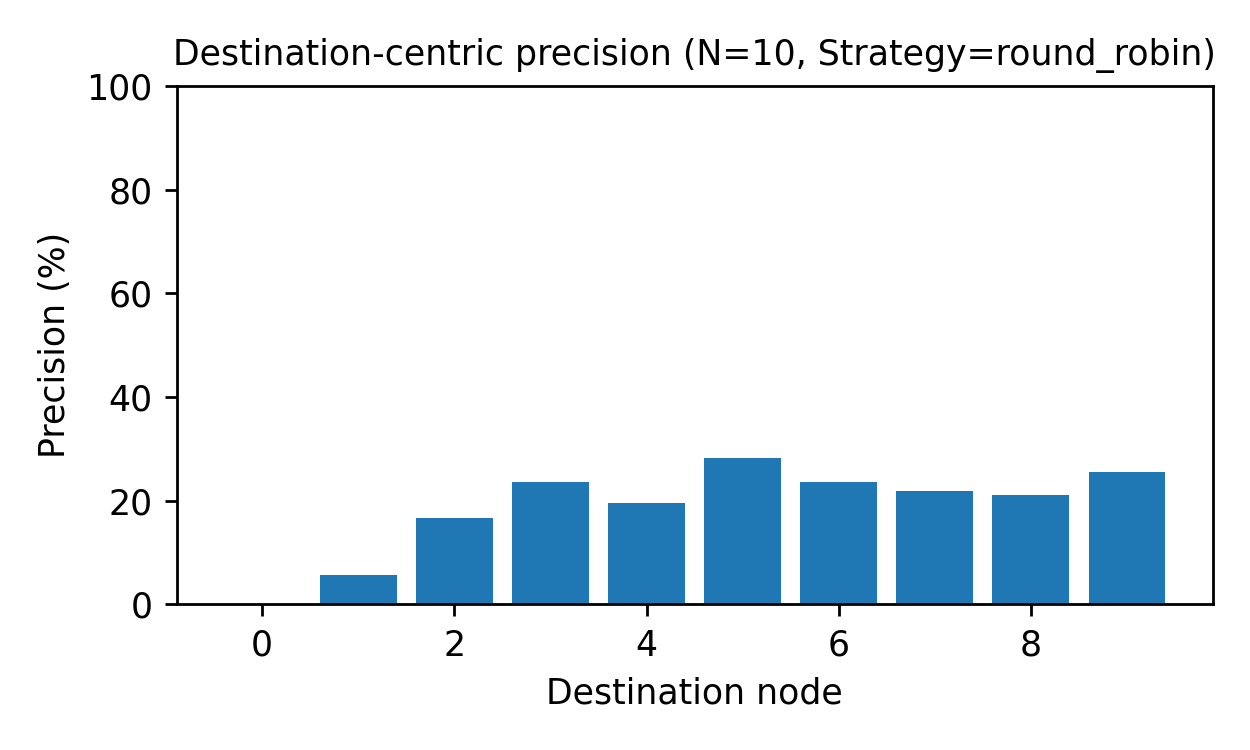 Destination-centric precision (N=10, Strategy=round_robin)
100
80
60
40
20
0
Precision (%)
0 2 4 6 8
Destination node